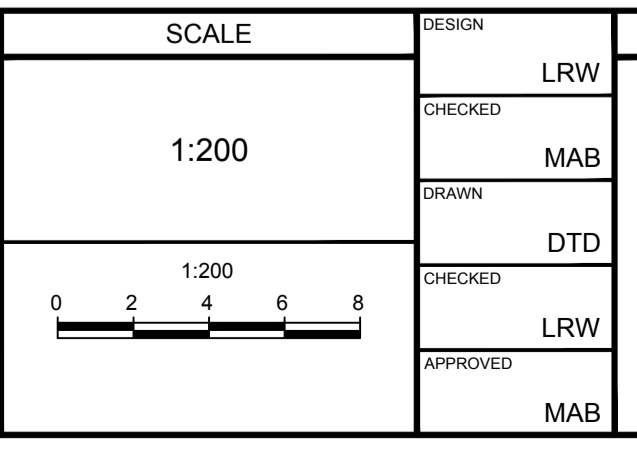 SCALE
1:200
1:200
0 2 4 6 8
DESIGN
LRW
CHECKED
MAB
DRAWN
DTD
CHECKED
LRW
APPROVED
MAB